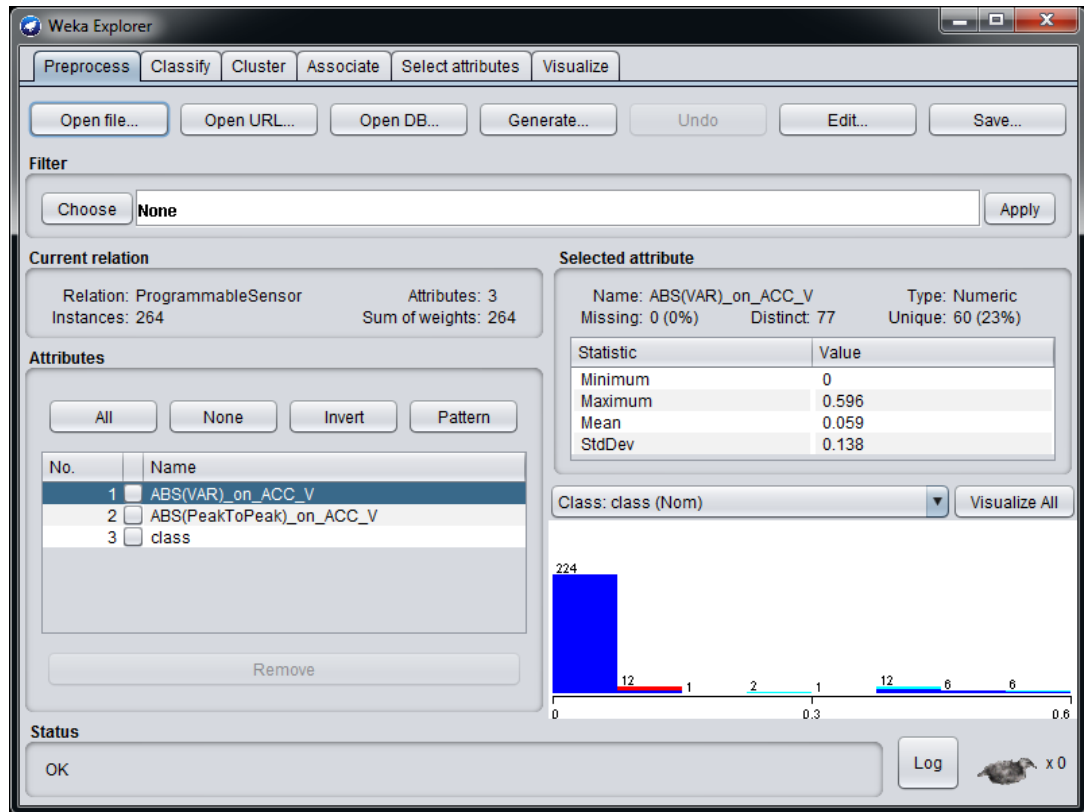 Weka Explorer
Preprocess Classify Cluster Associate Select attributes Visualize
Open file... Open URL... Open DB... Generate... Undo Edit... Save...
Filter
Choose None Apply
Current relation
Relation: ProgrammableSensor Attributes: 3
Instances: 264 Sum of weights: 264
Attributes
All None Invert Pattern
No. Name
1 ABS(VAR)_on_ACC_V
2 ABS(PeakToPeak)_on_ACC_V
3 class
Remove
Selected attribute
Name: ABS(VAR)_on_ACC_V Type: Numeric
Missing: 0 (0%) Distinct: 77 Unique: 60 (23%)
Statistic Value
Minimum 0
Maximum 0.596
Mean 0.059
StdDev 0.138
Class: class (Nom) Visualize All
224
12 1 2 1 12 6 6
0 0.3 0.6
Status
OK
Log x 0